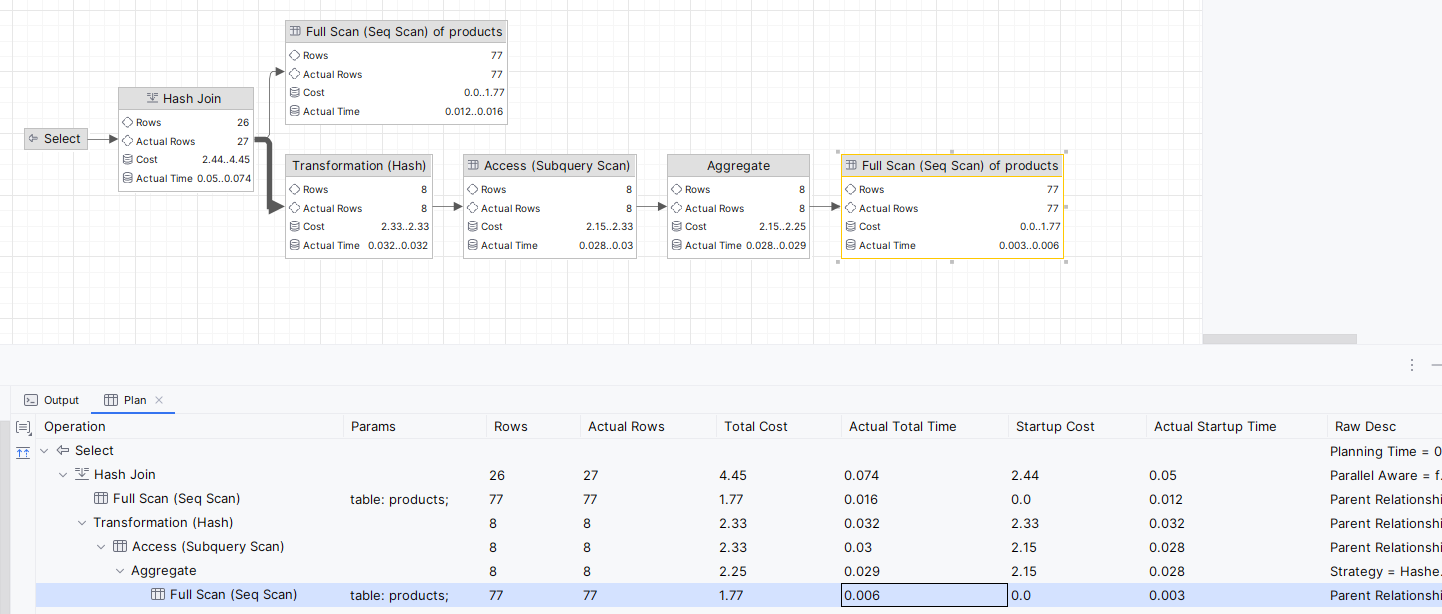 Full Scan (Seq Scan) of products
Rows 77
Actual Rows 77
Cost 0.0..1.77
Actual Time 0.012..0.016
Hash Join
Rows 26
Actual Rows 27
Cost 2.44..4.45
Actual Time 0.05..0.074
Select
Transformation (Hash)
Rows 8
Actual Rows 8
Cost 2.33..2.33
Actual Time 0.032..0.032
Access (Subquery Scan)
Rows 8
Actual Rows 8
Cost 2.15..2.33
Actual Time 0.028..0.03
Aggregate
Rows 8
Actual Rows 8
Cost 2.15..2.25
Actual Time 0.028..0.029
Full Scan (Seq Scan) of products
Rows 77
Actual Rows 77
Cost 0.0..1.77
Actual Time 0.003..0.006
Output Plan
Operation Params Rows Actual Rows Total Cost Actual Total Time Startup Cost Actual Startup Time Raw Desc
Select Planning Time = 0
Hash Join 26 27 4.45 0.074 2.44 0.05 Parallel Aware = f.
Full Scan (Seq Scan) table: products; 77 77 1.77 0.016 0.0 0.012 Parent Relationshi
Transformation (Hash) 8 8 2.33 0.032 2.33 0.032 Parent Relationshi
Access (Subquery Scan) 8 8 2.33 0.03 2.15 0.028 Parent Relationshi
Aggregate 8 8 2.25 0.029 2.15 0.028 Strategy = Hashe.
Full Scan (Seq Scan) table: products; 77 77 1.77 0.006 0.0 0.003 Parent Relationshi